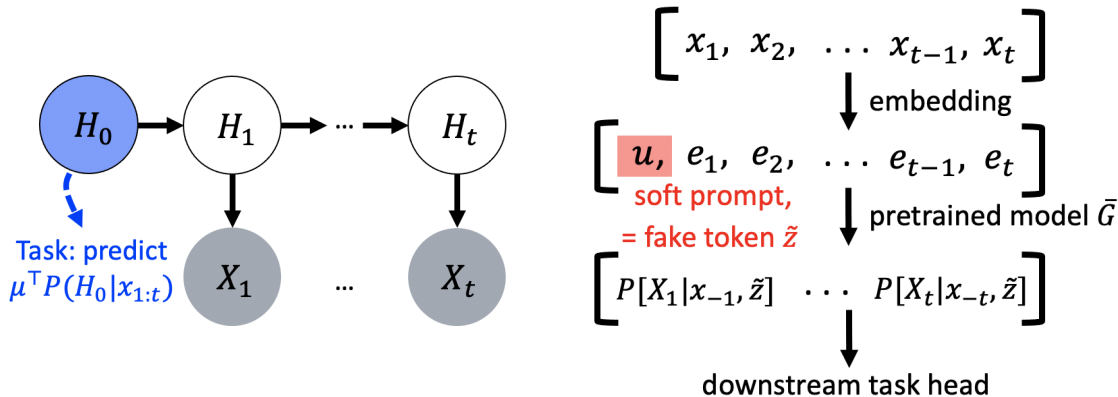 H₀
H₁
...
Hₜ
Task: predict
μ⊤P(H₀|x₁:ₜ)
X₁
...
Xₜ
[x₁, x₂, ... xₜ₋₁, xₜ]
embedding
[u, e₁, e₂, ... eₜ₋₁, eₜ]
soft prompt,
= fake token z̃
pretrained model Ḡ
[P[X₁|x₋₁, z̃] ... P[Xₜ|x₋ₜ, z̃]]
downstream task head